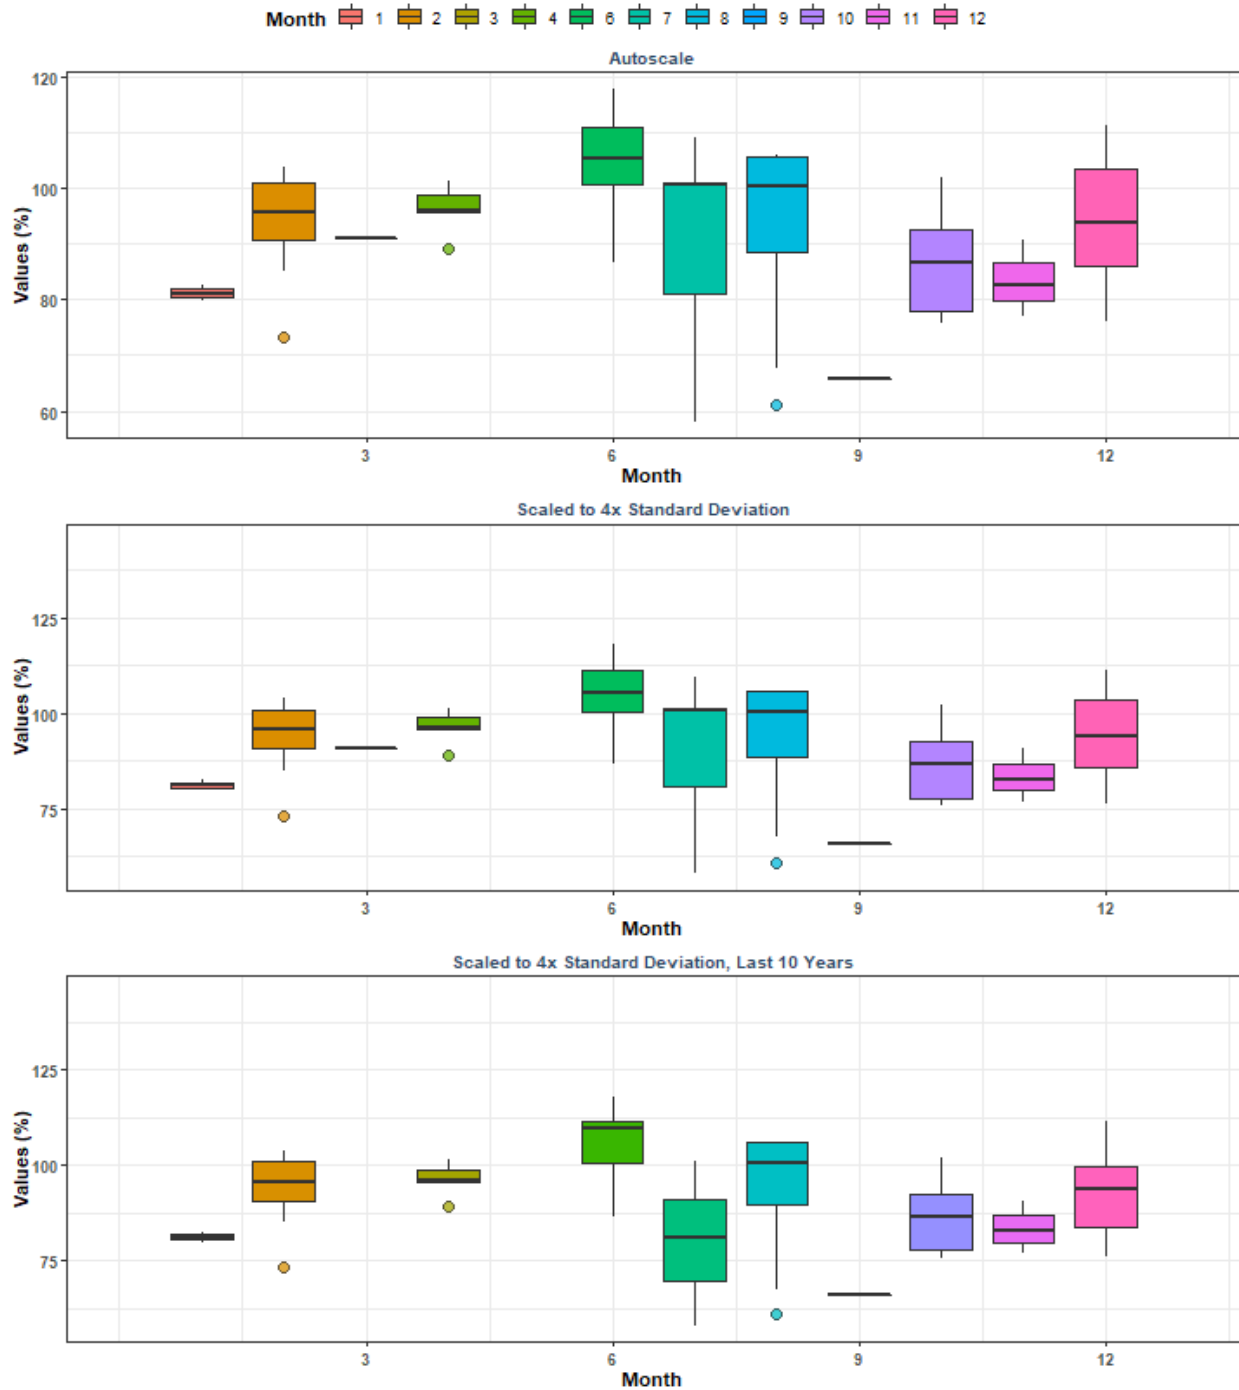 Month 1 2 3 4 6 7 8 9 10 11 12
Autoscale
Values (%)
120
100
80
60
3 6 9 12
Month
Scaled to 4x Standard Deviation
Values (%)
125
100
75
3 6 9 12
Month
Scaled to 4x Standard Deviation, Last 10 Years
Values (%)
125
100
75
3 6 9 12
Month